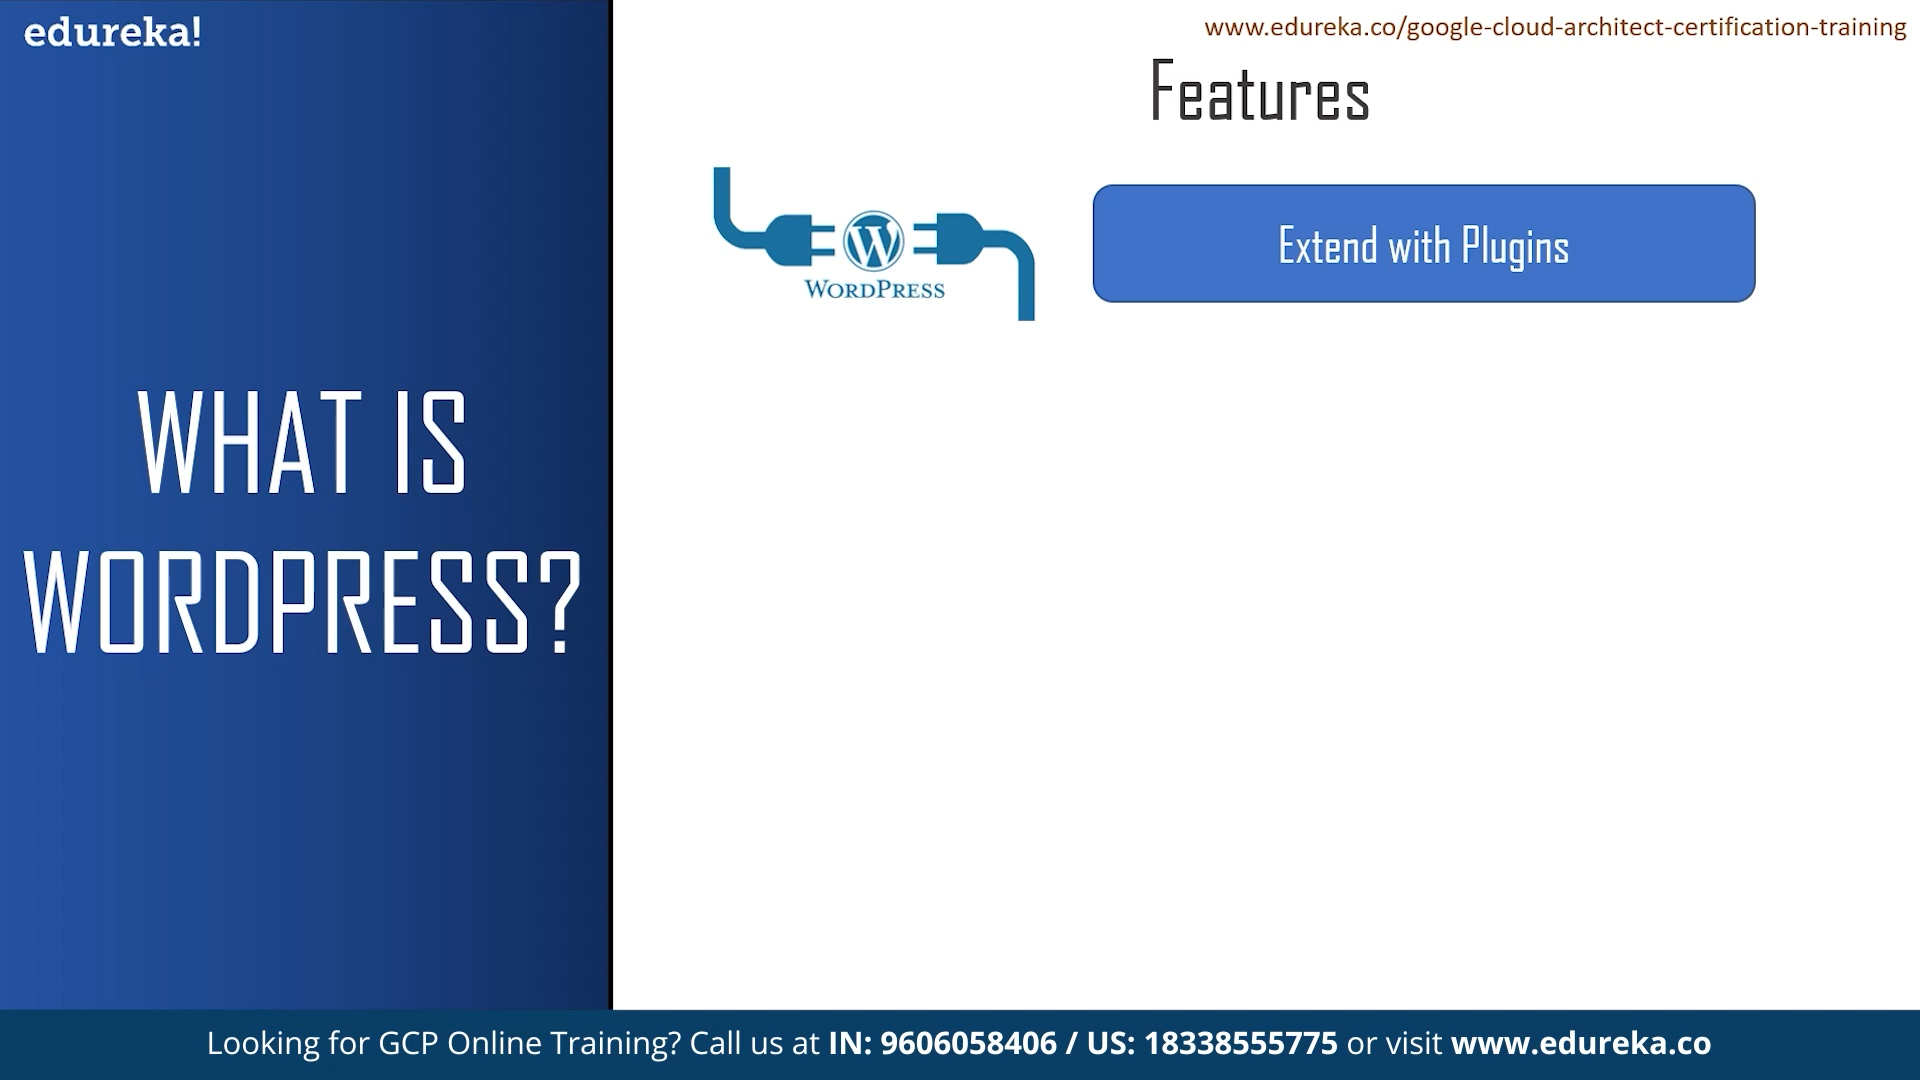 edureka!
www.edureka.co/google-cloud-architect-certification-training
Features
WORDPRESS
Extend with Plugins
WHAT IS
WORDPRESS?
Looking for GCP Online Training? Call us at IN: 9606058406 / US: 18338555775 or visit www.edureka.co